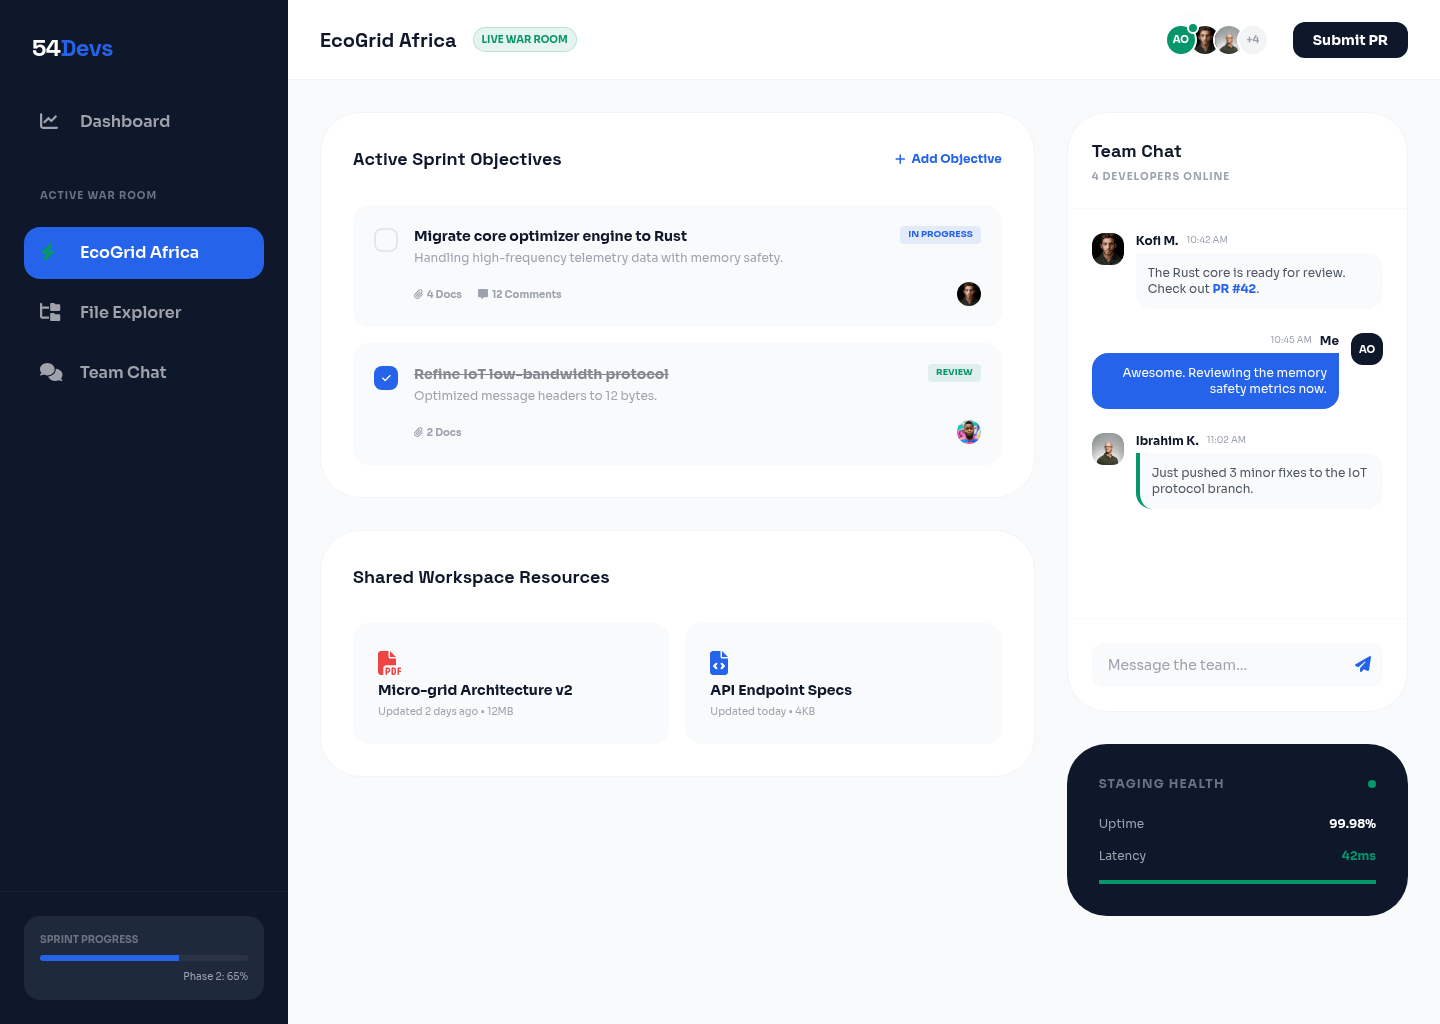 54Devs
Dashboard
ACTIVE WAR ROOM
EcoGrid Africa
File Explorer
Team Chat
SPRINT PROGRESS
Phase 2: 65%
EcoGrid Africa
LIVE WAR ROOM
AO
+4
Submit PR
Active Sprint Objectives
Add Objective
Migrate core optimizer engine to Rust
IN PROGRESS
Handling high-frequency telemetry data with memory safety.
4 Docs
12 Comments
Refine IoT low-bandwidth protocol
REVIEW
Optimized message headers to 12 bytes.
2 Docs
Shared Workspace Resources
PDF
Micro-grid Architecture v2
Updated 2 days ago • 12MB
API Endpoint Specs
Updated today • 4KB
Team Chat
4 DEVELOPERS ONLINE
Kofi M. 10:42 AM
The Rust core is ready for review.
Check out PR #42.
10:45 AM Me
AO
Awesome. Reviewing the memory
safety metrics now.
Ibrahim K. 11:02 AM
Just pushed 3 minor fixes to the IoT
protocol branch.
Message the team...
STAGING HEALTH
Uptime 99.98%
Latency 42ms